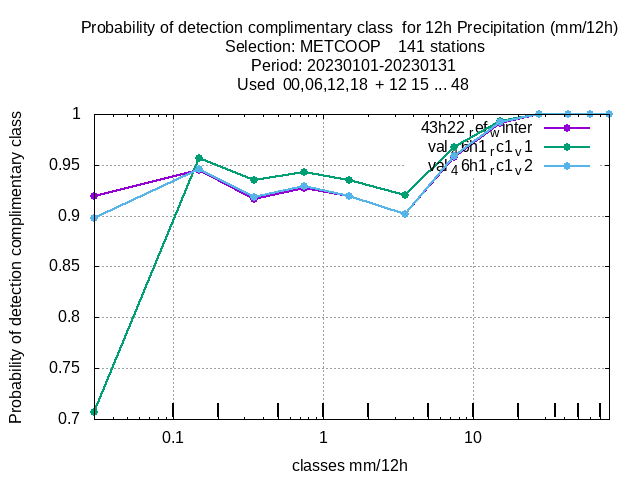 Probability of detection complimentary class for 12h Precipitation (mm/12h)
Selection: METCOOP 141 stations
Period: 20230101-20230131
Used 00,06,12,18 + 12 15 ... 48
Probability of detection complimentary class
1
0.95
0.9
0.85
0.8
0.75
0.7
43h22_ref_winter
val_46h1_rc1_v1
val_46h1_rc1_v2
0.1
1
10
classes mm/12h